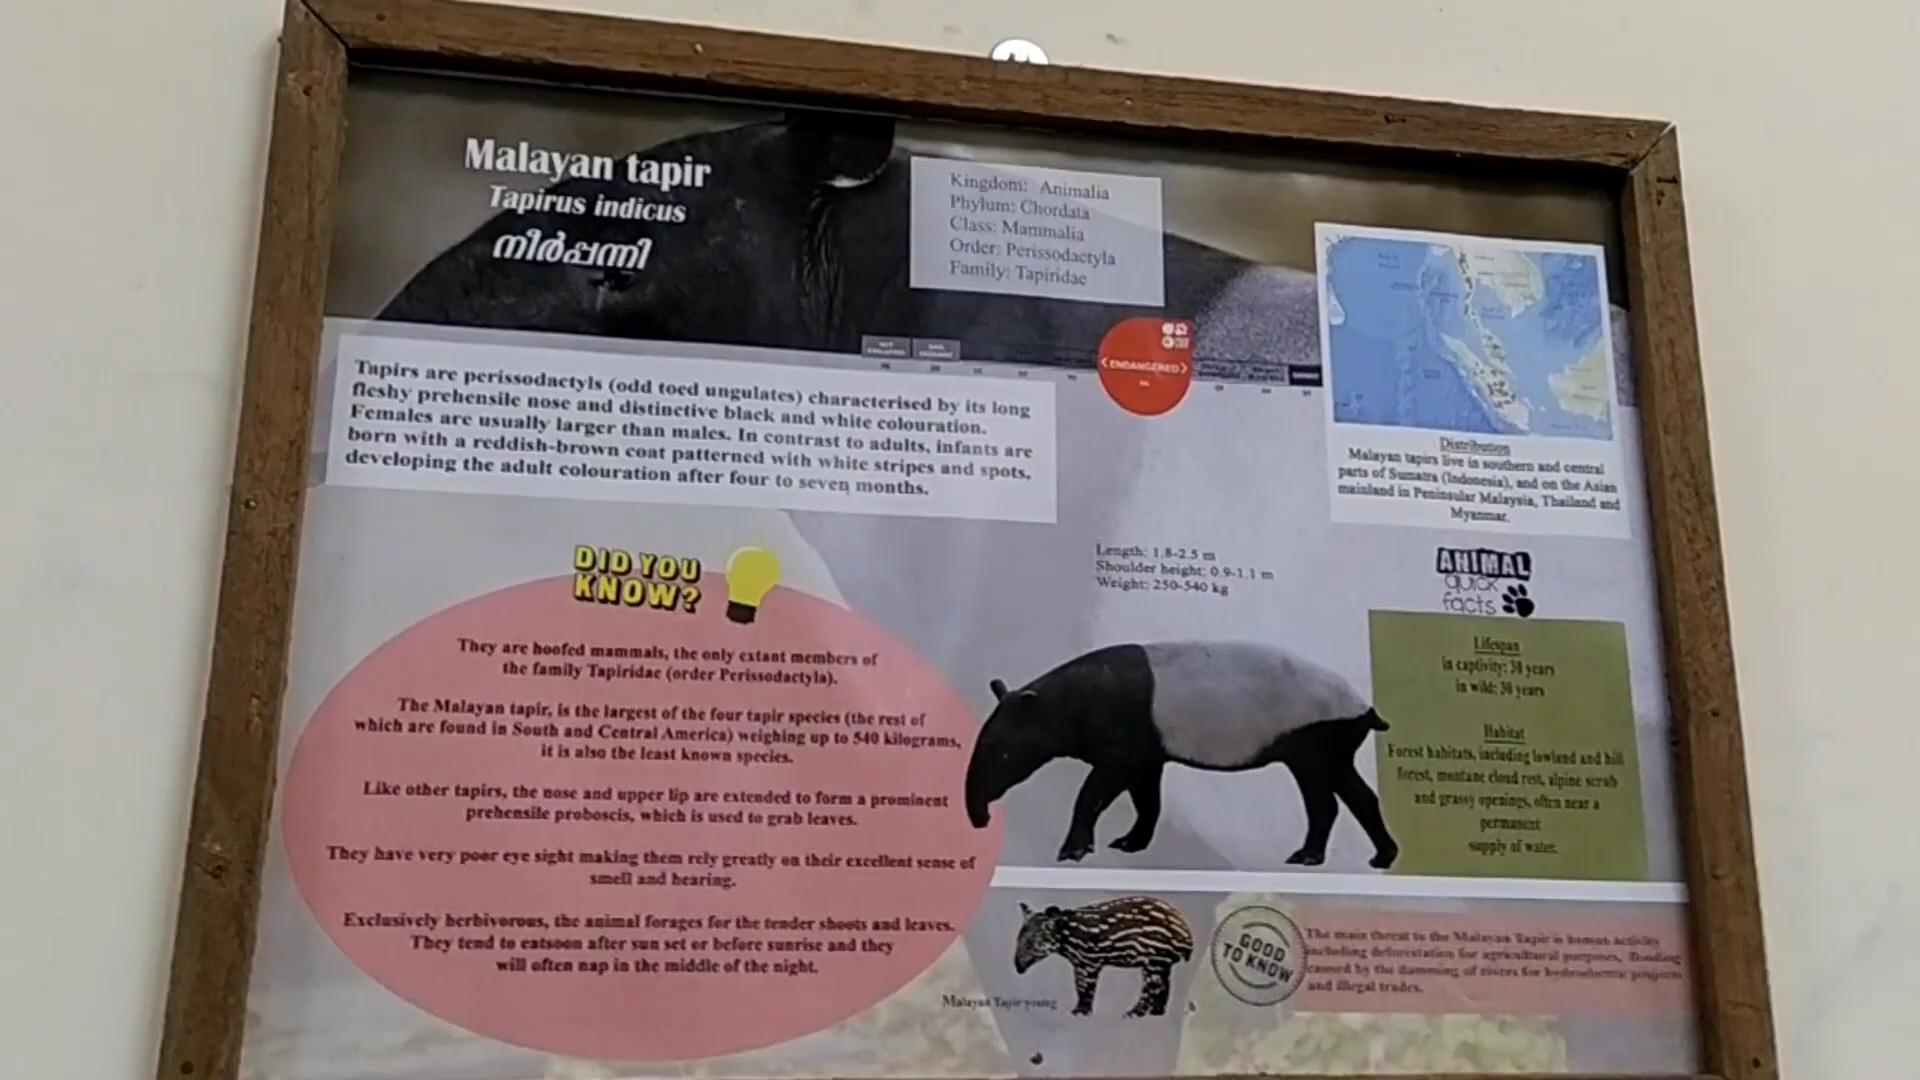 Malayan tapir
Tapirus indicus
നീർപ്പന്നി
Kingdom: Animalia
Phylum: Chordata
Class: Mammalia
Order: Perissodactyla
Family: Tapiridae
<ENDANGERED>
Tapirs are perissodactyls (odd toed ungulates) characterised by its long
fleshy prehensile nose and distinctive black and white colouration.
Females are usually larger than males. In contrast to adults, infants are
born with a reddish-brown coat patterned with white stripes and spots,
developing the adult colouration after four to seven months.
Distribution
Malayan tapirs live in southern and central
parts of Sumatra (Indonesia), and on the Asian
mainland in Peninsular Malaysia, Thailand and
Myanmar.
DID YOU
KNOW?
They are hoofed mammals, the only extant members of
the family Tapiridae (order Perissodactyla).
The Malayan tapir, is the largest of the four tapir species (the rest of
which are found in South and Central America) weighing up to 540 kilograms,
it is also the least known species.
Like other tapirs, the nose and upper lip are extended to form a prominent
prehensile proboscis, which is used to grab leaves.
They have very poor eye sight making them rely greatly on their excellent sense of
smell and hearing.
Exclusively herbivorous, the animal forages for the tender shoots and leaves.
They tend to eatsoon after sun set or before sunrise and they
will often nap in the middle of the night.
Length: 1.8-2.5 m
Shoulder height: 0.9-1.1 m
Weight: 250-540 kg
ANIMAL
quick
facts
Lifespan
in captivity: 30 years
in wild: 30 years
Habitat
Forest habitats, including lowland and hill
forest, montane cloud rest, alpine scrub
and grassy openings, often near a
permanent
supply of water.
Malayan Tapir young
GOOD
TO KNOW
The main threat to the Malayan Tapir is human activity
including deforestation for agricultural purposes, flooding
caused by the damming of rivers for hydroelectric projects
and illegal trades.